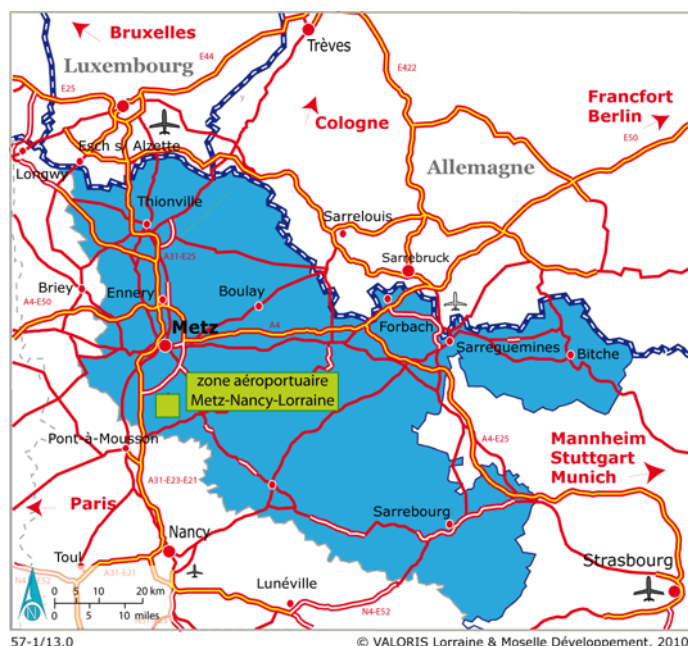 Bruxelles
Trèves
E44
Luxembourg
E422
E25
Francfort
Berlin
Cologne
E50
Esch s/ Alzette
Allemagne
Longwy
Thionville
Sarrelouis
A31-E25
Sarrebruck
Briey
Ennery
Boulay
A4-E50
Metz
A4
Forbach
Sarreguemines
Bitche
zone aéroportuaire
Metz-Nancy-Lorraine
Pont-à-Mousson
A4-E25
Mannheim
Stuttgart
Munich
A31-E23-E21
Paris
Sarrebourg
Nancy
Toul
Strasbourg
A31-E21
N4-E52
0 10 20 km
0 5 10 miles
Lunéville
N4-E52
N
57-1/13.0
© VALORIS Lorraine & Moselle Développement, 2010